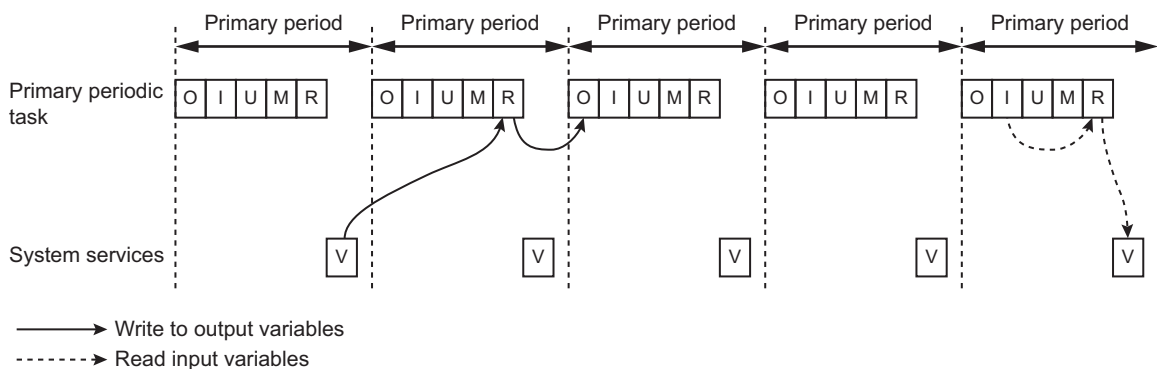 Primary period Primary period Primary period Primary period Primary period
Primary periodic
task
O I U M R O I U M R O I U M R O I U M R O I U M R
System services
V V V V V
Write to output variables
Read input variables